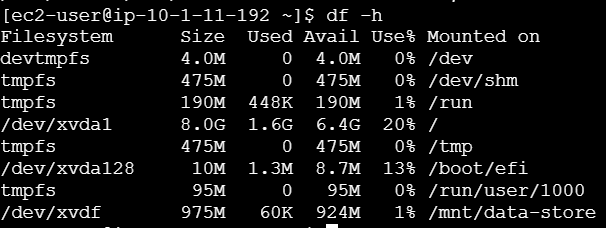 [ec2-user@ip-10-1-11-192 ~]$ df -h
Filesystem      Size  Used Avail Use% Mounted on
devtmpfs        4.0M     0  4.0M   0% /dev
tmpfs           475M     0  475M   0% /dev/shm
tmpfs           190M  448K  190M   1% /run
/dev/xvda1      8.0G  1.6G  6.4G  20% /
tmpfs           475M     0  475M   0% /tmp
/dev/xvda128     10M  1.3M  8.7M  13% /boot/efi
tmpfs            95M     0   95M   0% /run/user/1000
/dev/xvdf       975M   60K  924M   1% /mnt/data-store